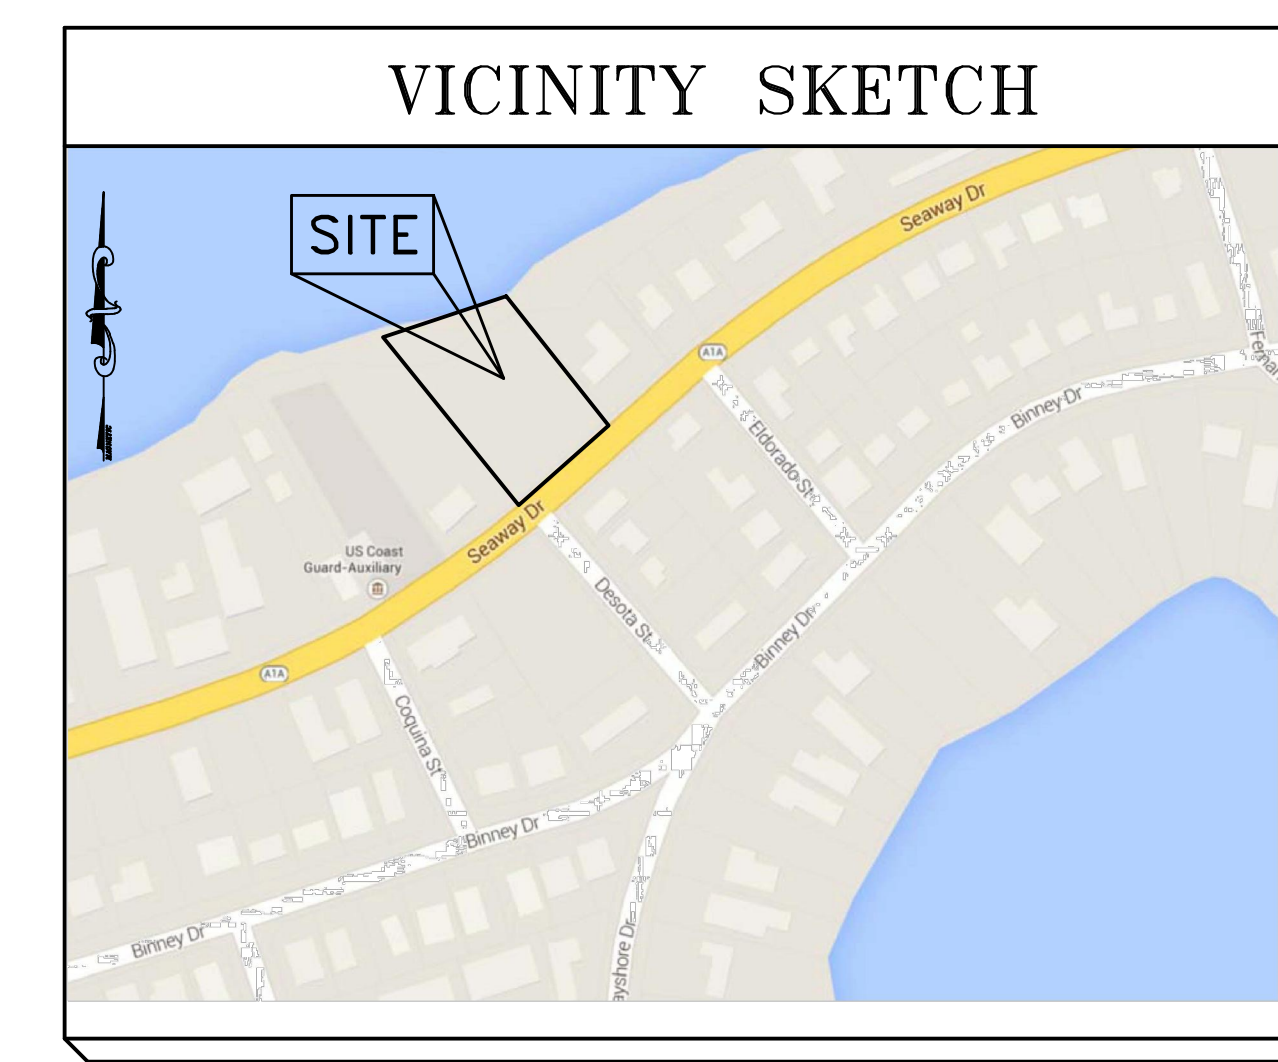 VICINITY SKETCH
SITE
Seaway Dr
A1A
Eldorado St
Binney Dr
Seaway Dr
US Coast
Guard-Auxiliary
Desota St
Binney Dr
A1A
Coquina St
Binney Dr
Binney Dr